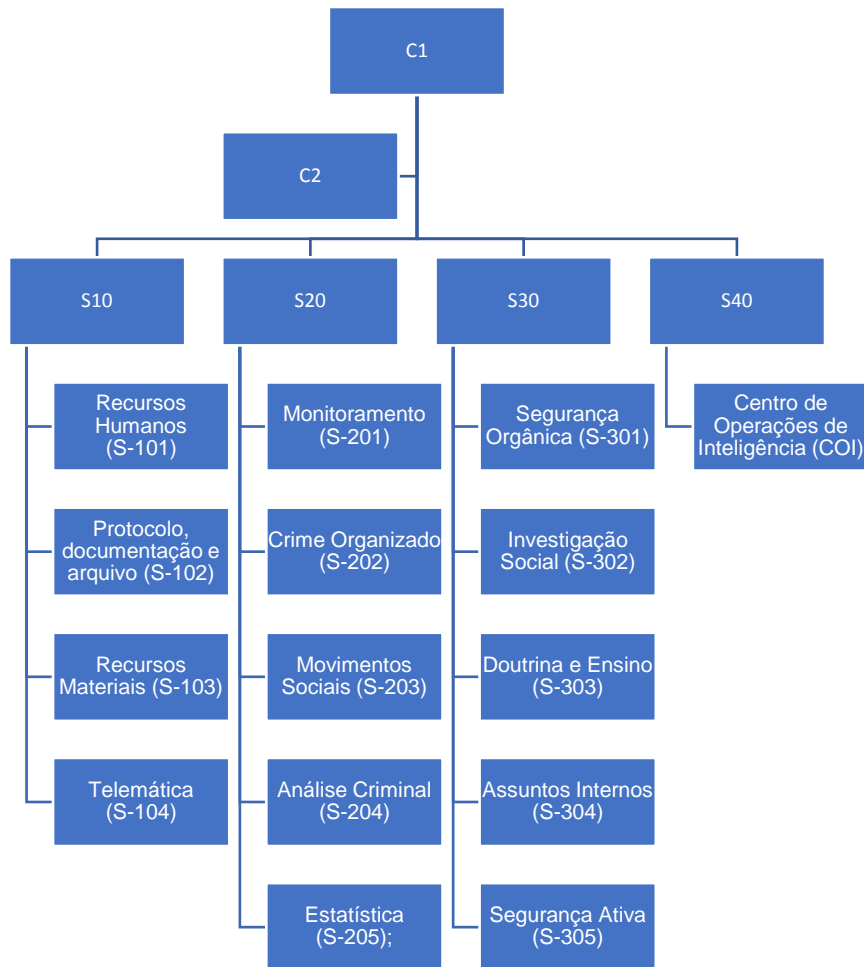 C1
C2
S10
S20
S30
S40
Recursos
Humanos
(S-101)
Protocolo,
documentação e
arquivo (S-102)
Recursos
Materiais (S-103)
Telemática
(S-104)
Monitoramento
(S-201)
Crime Organizado
(S-202)
Movimentos
Sociais (S-203)
Análise Criminal
(S-204)
Estatística
(S-205);
Segurança
Orgânica (S-301)
Investigação
Social (S-302)
Doutrina e Ensino
(S-303)
Assuntos Internos
(S-304)
Segurança Ativa
(S-305)
Centro de
Operações de
Inteligência (COI)